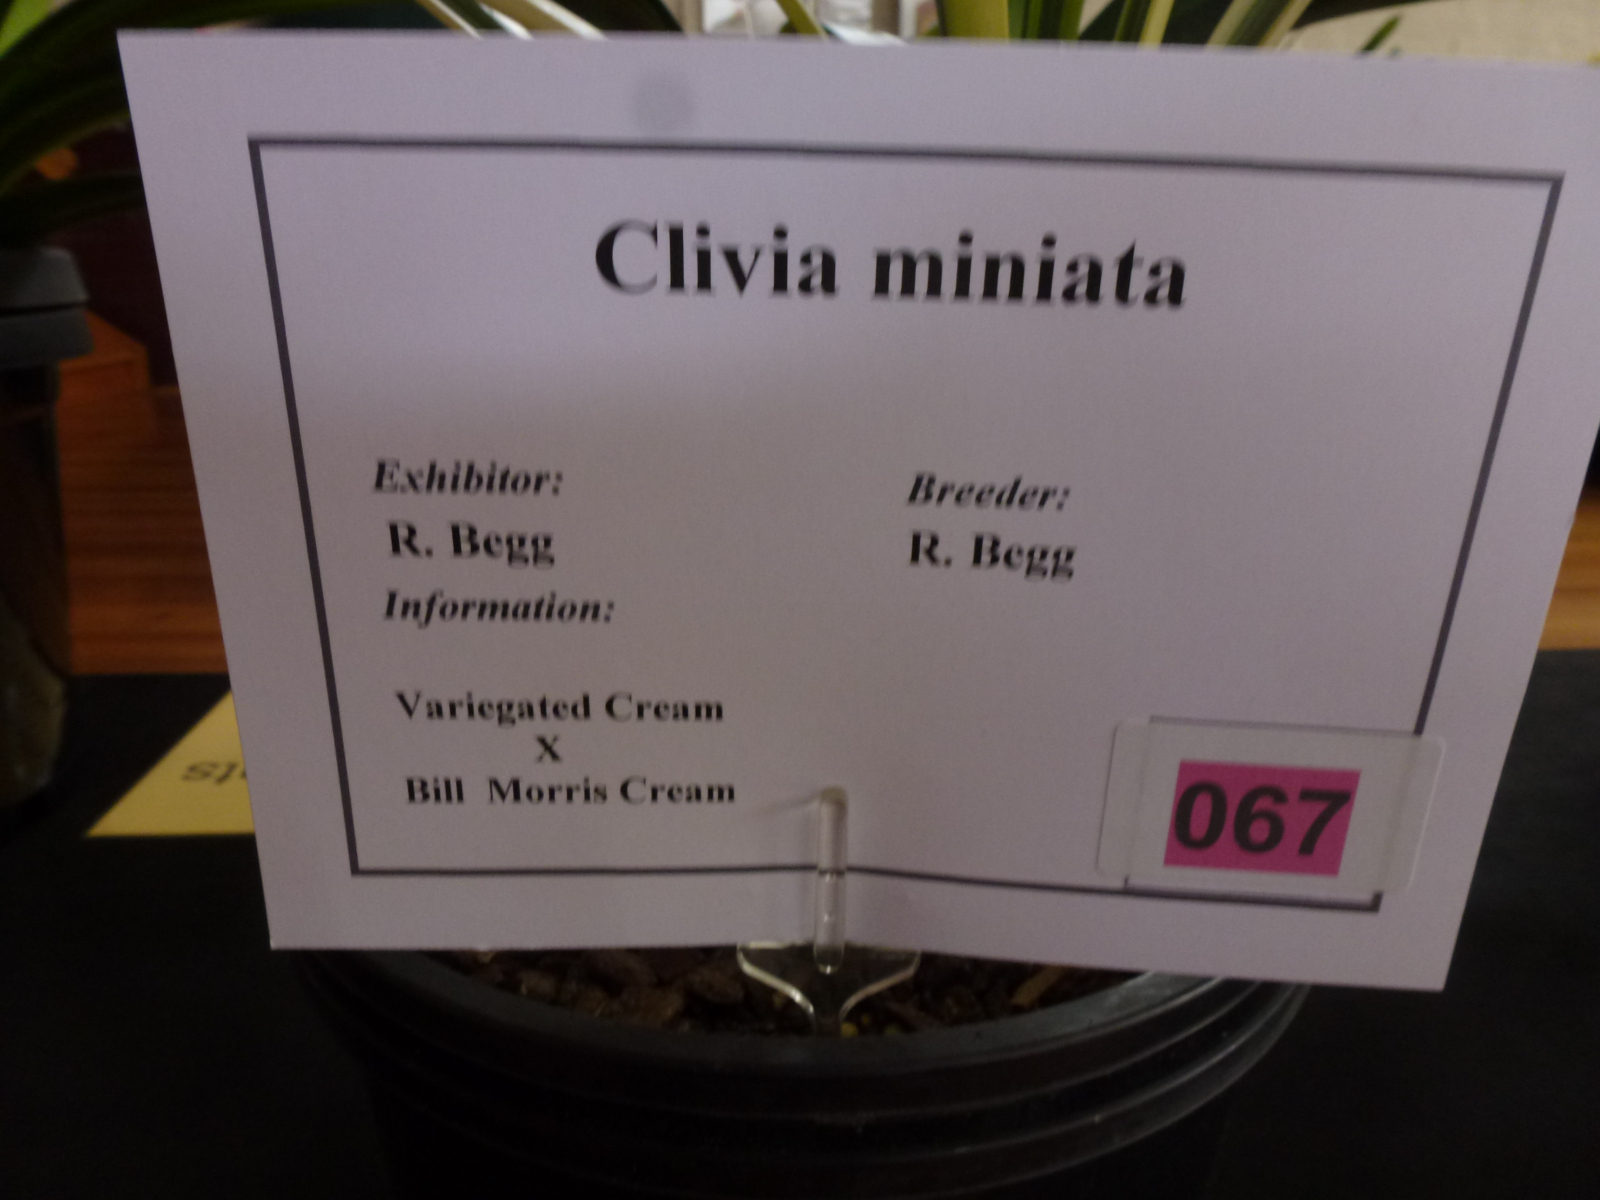 Clivia miniata
Exhibitor:
Breeder:
R. Begg
R. Begg
Information:
Variegated Cream
X
Bill Morris Cream
067